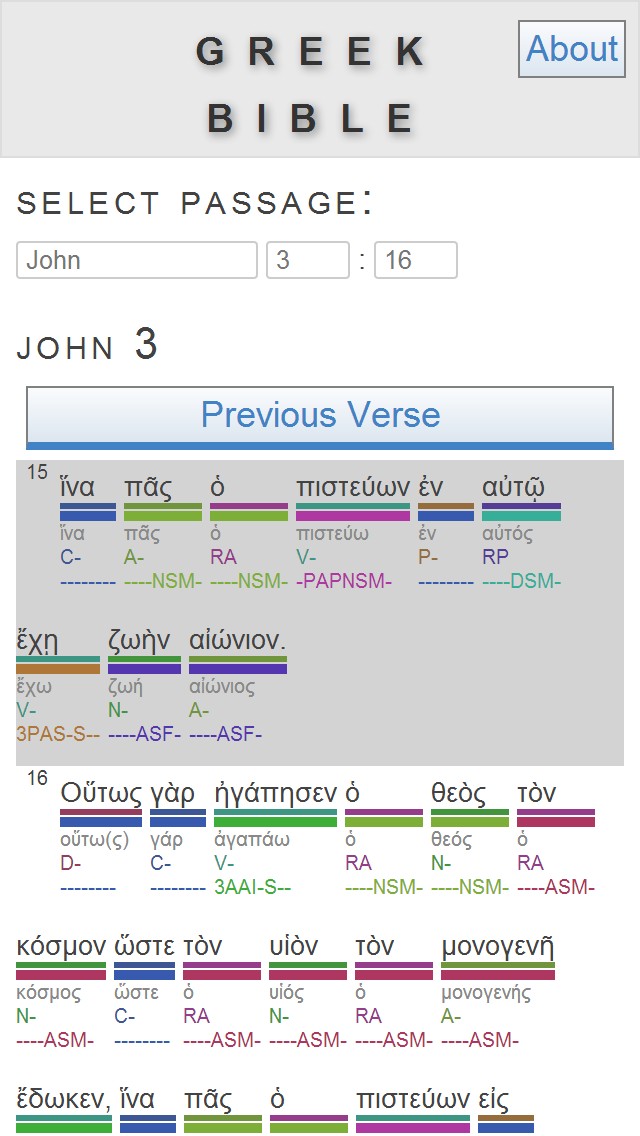 GREEK
BIBLE
About
SELECT PASSAGE:
John 3 : 16
JOHN 3
Previous Verse
15 ἵνα πᾶς ὁ πιστεύων ἐν αὐτῷ
ἵνα πᾶς ὁ πιστεύω ἐν αὐτός
C- A- RA V- P- RP
-------- ----NSM- ----NSM- -PAPNSM- -------- ----DSM-
ἔχῃ ζωὴν αἰώνιον.
ἔχω ζωή αἰώνιος
V- N- A-
3PAS-S-- ----ASF- ----ASF-
16 Οὕτως γὰρ ἠγάπησεν ὁ θεὸς τὸν
οὕτω(ς) γάρ ἀγαπάω ὁ θεός ὁ
D- C- V- RA N- RA
-------- -------- 3AAI-S-- ----NSM- ----NSM- ----ASM-
κόσμον ὥστε τὸν υἱὸν τὸν μονογενῆ
κόσμος ὥστε ὁ υἱός ὁ μονογενής
N- C- RA N- RA A-
----ASM- -------- ----ASM- ----ASM- ----ASM- ----ASM-
ἔδωκεν, ἵνα πᾶς ὁ πιστεύων εἰς